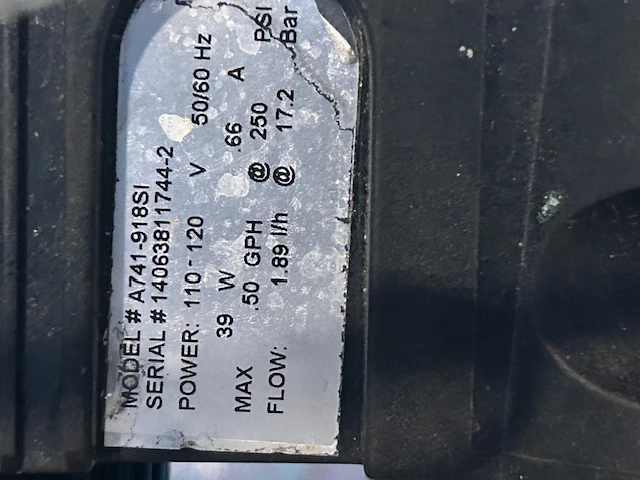 MODEL # A741-918SI
SERIAL # 14063811744-2
POWER: 110-120 V 50/60 Hz
39 W .66 A
MAX .50 GPH @ 250 PSI
FLOW: 1.89 l/h @ 17.2 Bar